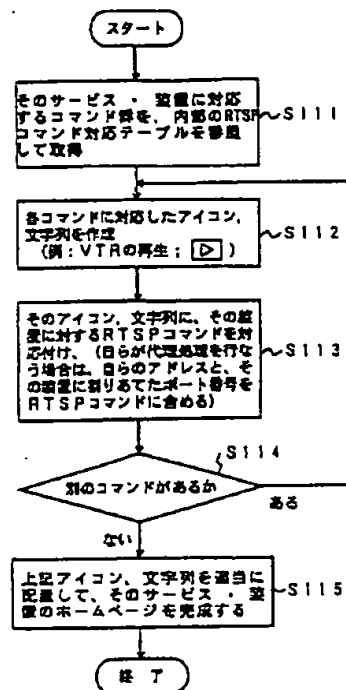 スタート
そのサービス ・ 装置に対応
するコマンド群を、内部のRTSP
コマンド対応テーブルを参照
して取得
S111
各コマンドに対応したアイコン,
文字列を作成
(例:VTRの再生; ▷ )
S112
そのアイコン, 文字列に、その装
置に対するRTSPコマンドを対
応付け、(自らが代理処理を行な
う場合は、自らのアドレスと、そ
の装置に割りあてたポート番号を
RTSPコマンドに含める)
S113
S114
別のコマンドがあるか
ある
ない
上記アイコン, 文字列を適当に
配置して、そのサービス ・ 装
置のホームページを完成する
S115
終 了